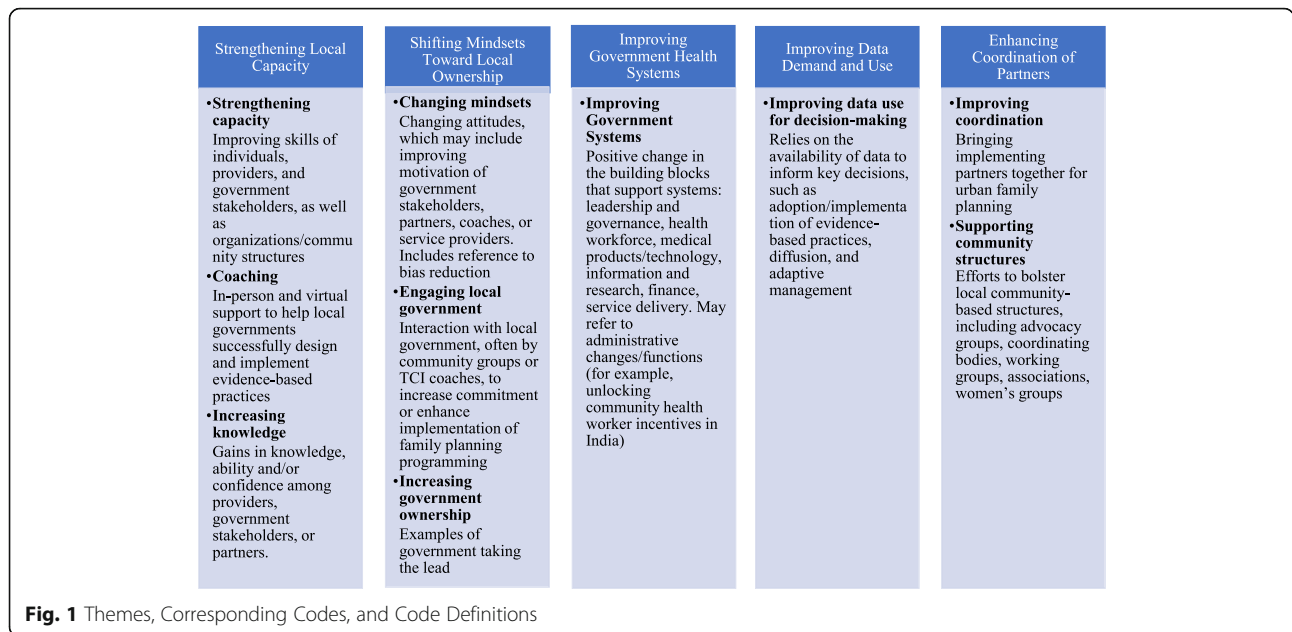 Strengthening Local
Capacity
•Strengthening
capacity
Improving skills of
individuals,
providers, and
government
stakeholders, as well
as
organizations/commu
nity structures
•Coaching
In-person and virtual
support to help local
governments
successfully design
and implement
evidence-based
practices
•Increasing
knowledge
Gains in knowledge,
ability and/or
confidence among
providers,
government
stakeholders, or
partners.
Shifting Mindsets
Toward Local
Ownership
•Changing mindsets
Changing attitudes,
which may include
improving
motivation of
government
stakeholders,
partners, coaches, or
service providers.
Includes reference to
bias reduction
•Engaging local
government
Interaction with local
government, often by
community groups or
TCI coaches, to
increase commitment
or enhance
implementation of
family planning
programming
•Increasing
government
ownership
Examples of
government taking
the lead
Improving
Government Health
Systems
•Improving
Government
Systems
Positive change in
the building blocks
that support systems:
leadership and
governance, health
workforce, medical
products/technology,
information and
research, finance,
service delivery. May
refer to
administrative
changes/functions
(for example,
unlocking
community health
worker incentives in
India)
Improving Data
Demand and Use
•Improving data use
for decision-making
Relies on the
availability of data to
inform key decisions,
such as
adoption/implementa
tion of evidence-
based practices,
diffusion, and
adaptive
management
Enhancing
Coordination of
Partners
•Improving
coordination
Bringing
implementing
partners together for
urban family
planning
•Supporting
community
structures
Efforts to bolster
local community-
based structures,
including advocacy
groups, coordinating
bodies, working
groups, associations,
women's groups
Fig. 1 Themes, Corresponding Codes, and Code Definitions